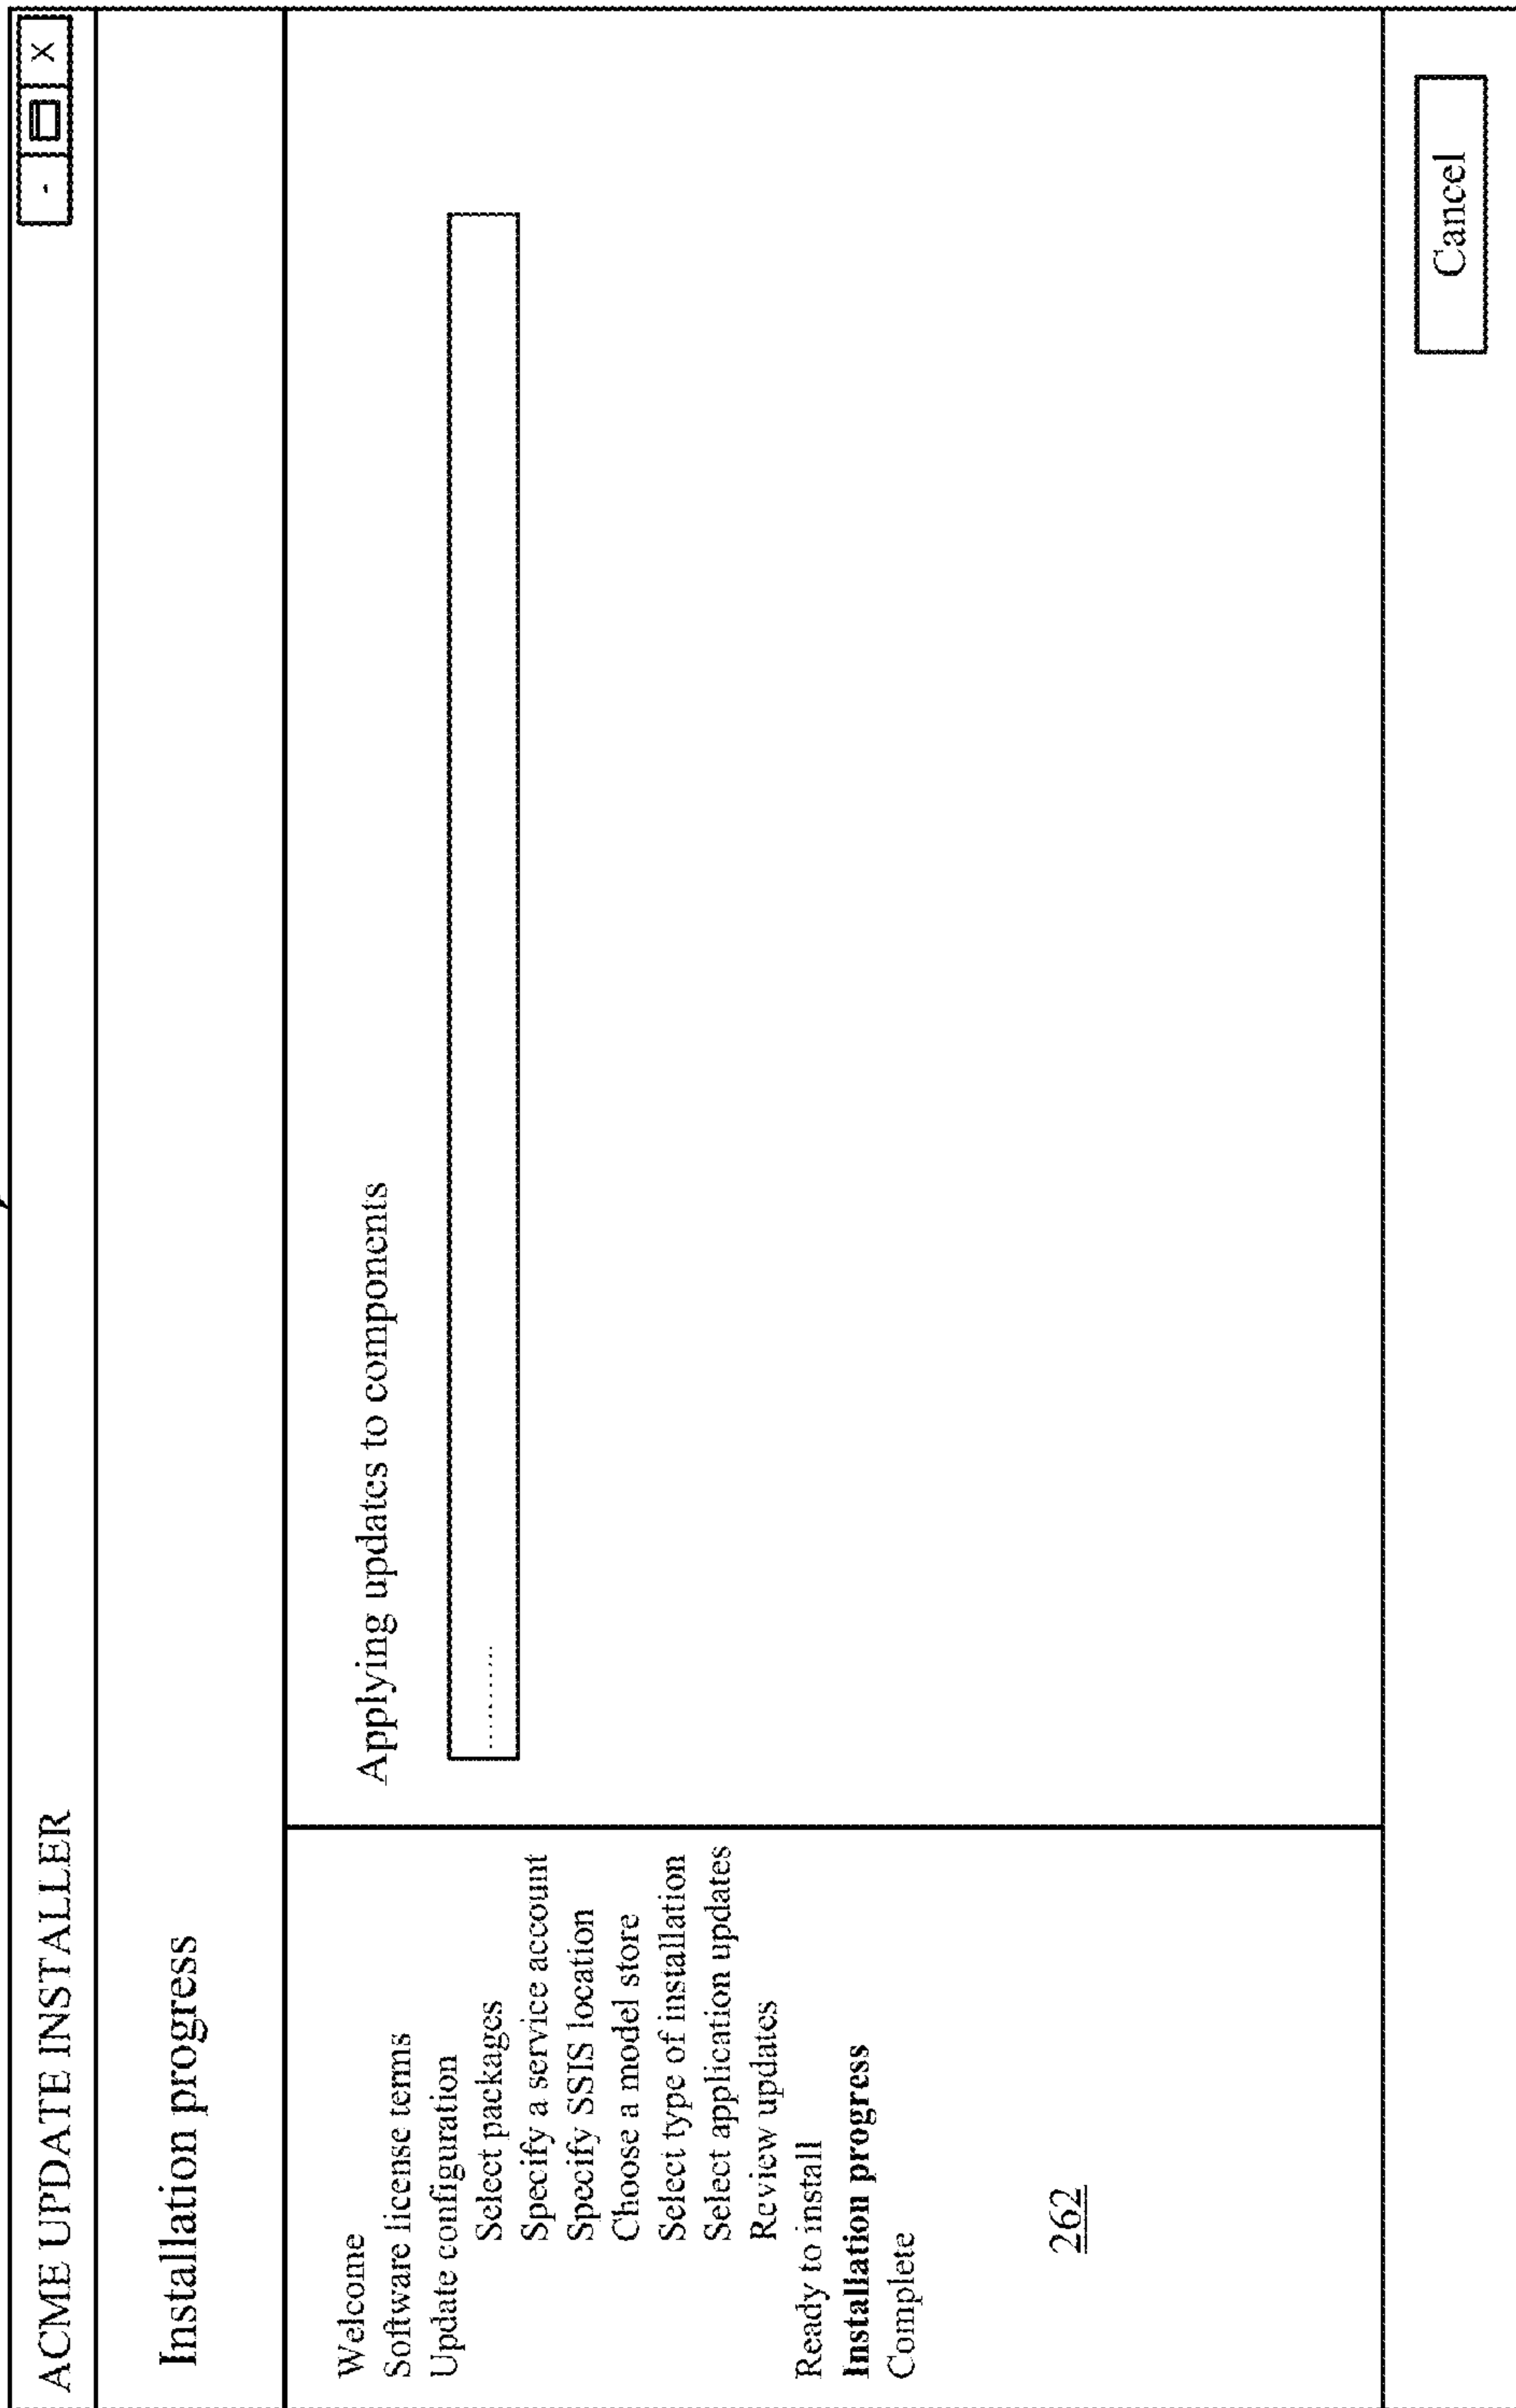 ACME UPDATE INSTALLER
- X
Installation progress
Welcome
Software license terms
Update configuration
Select packages
Specify a service account
Specify SSIS location
Choose a model store
Select type of installation
Select application updates
Review updates
Ready to install
Installation progress
Complete
262
Applying updates to components
..........
Cancel